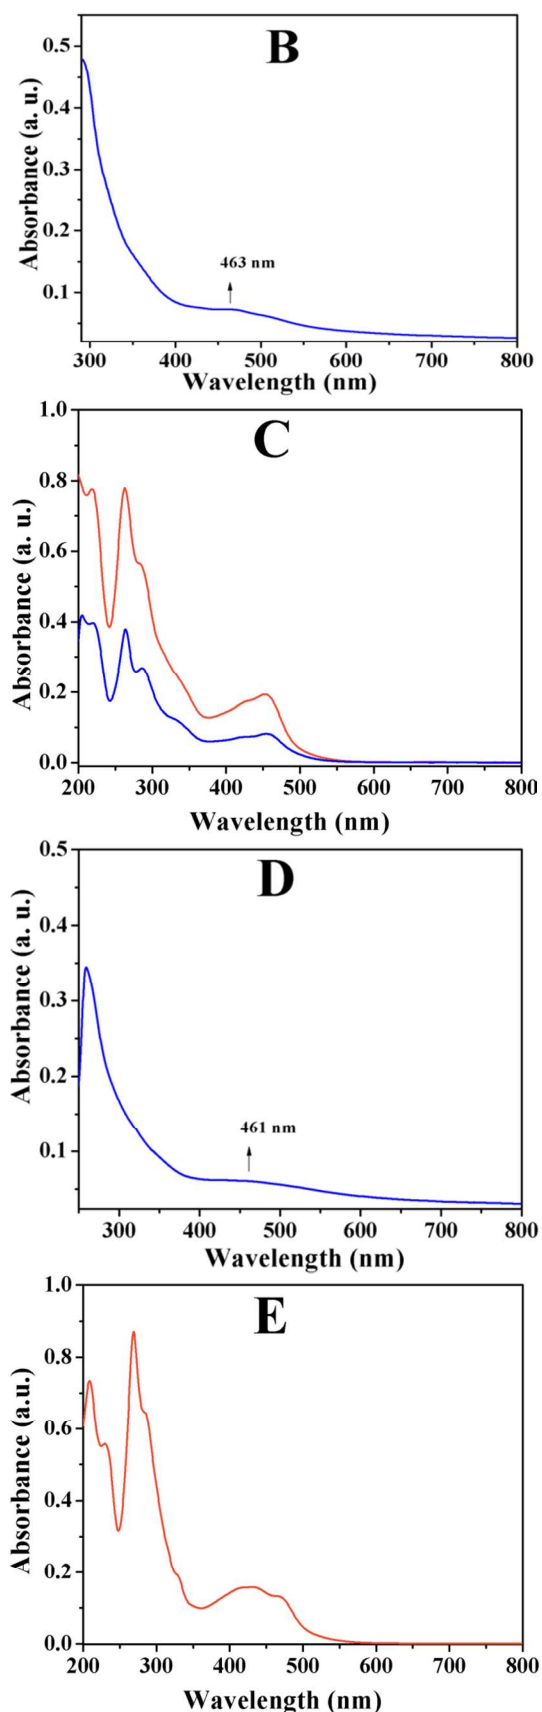 B
Absorbance (a. u.)
0.5
0.4
0.3
0.2
0.1
463 nm
300 400 500 600 700 800
Wavelength (nm)
C
Absorbance (a. u.)
1.0
0.8
0.6
0.4
0.2
0.0
200 300 400 500 600 700 800
Wavelength (nm)
D
Absorbance (a. u.)
0.5
0.4
0.3
0.2
0.1
461 nm
300 400 500 600 700 800
Wavelength (nm)
E
Absorbance (a.u.)
1.0
0.8
0.6
0.4
0.2
0.0
200 300 400 500 600 700 800
Wavelength (nm)